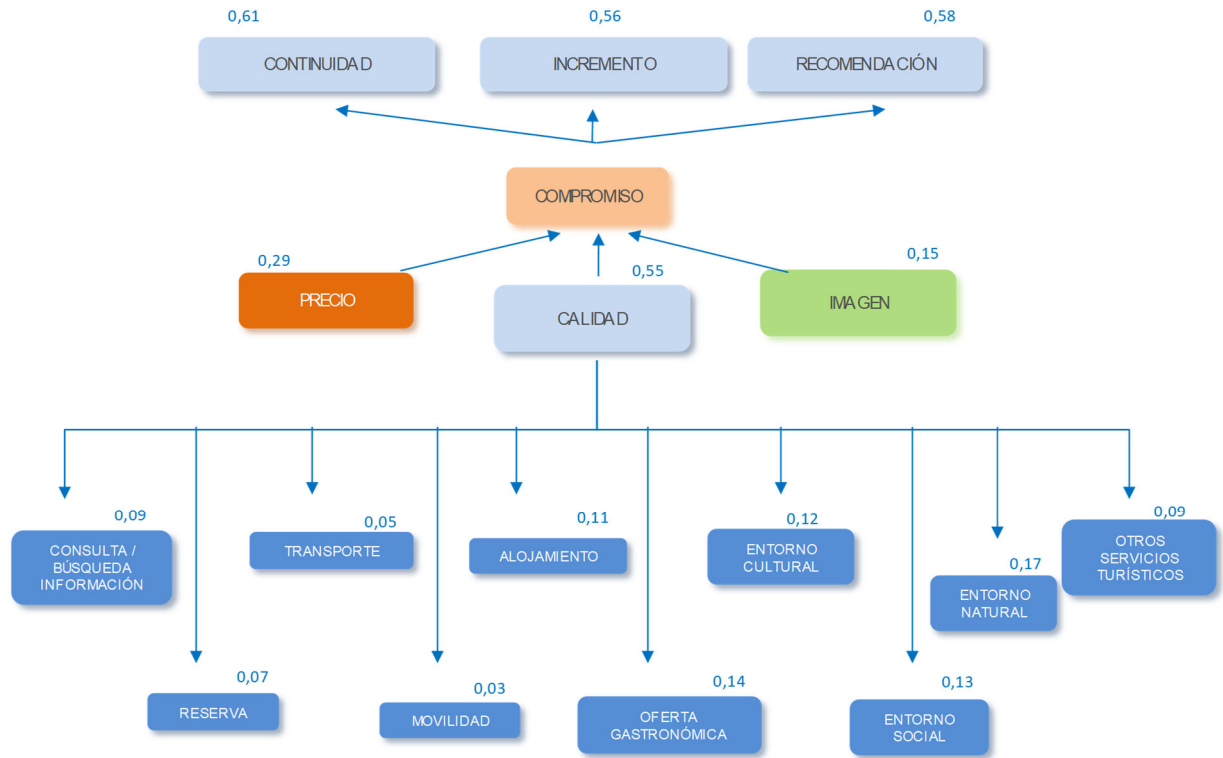 0,61
0,56
0,58
CONTINUIDAD
INCREMENTO
RECOMENDACIÓN
COMPROMISO
0,29
0,55
0,15
PRECIO
CALIDAD
IMAGEN
0,09
CONSULTA /
BÚSQUEDA
INFORMACIÓN
0,05
TRANSPORTE
0,11
ALOJAMIENTO
0,12
ENTORNO
CULTURAL
0,17
ENTORNO
NATURAL
0,09
OTROS
SERVICIOS
TURÍSTICOS
0,07
RESERVA
0,03
MOVILIDAD
0,14
OFERTA
GASTRONÓMICA
0,13
ENTORNO
SOCIAL